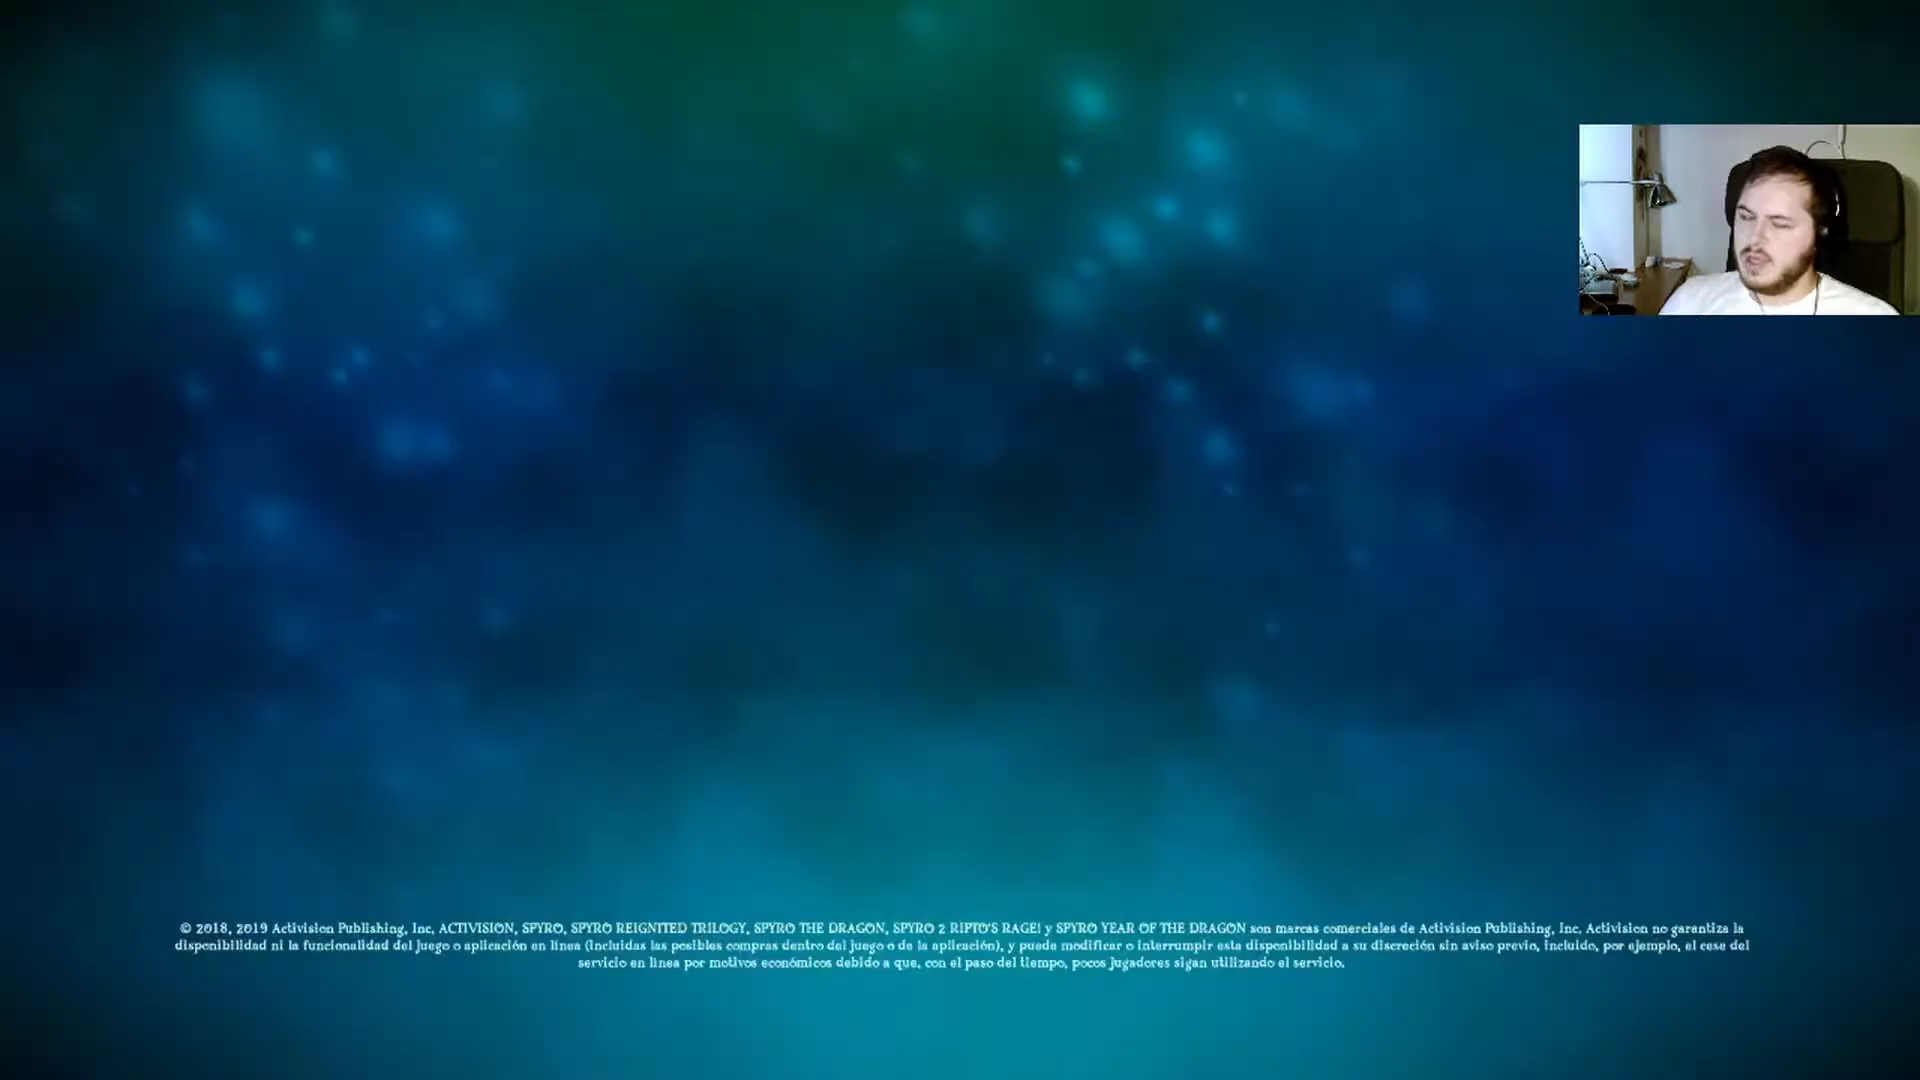 © 2018, 2019 Activision Publishing, Inc. ACTIVISION, SPYRO, SPYRO REIGNITED TRILOGY, SPYRO THE DRAGON, SPYRO 2 RIPTO'S RAGE! y SPYRO YEAR OF THE DRAGON son marcas comerciales de Activision Publishing, Inc. Activision no garantiza la
disponibilidad ni la funcionalidad del juego o aplicación en línea (incluidas las posibles compras dentro del juego o de la aplicación), y puede modificar o interrumpir esta disponibilidad a su discreción sin aviso previo, incluido, por ejemplo, el cese del
servicio en línea por motivos económicos debido a que, con el paso del tiempo, pocos jugadores sigan utilizando el servicio.